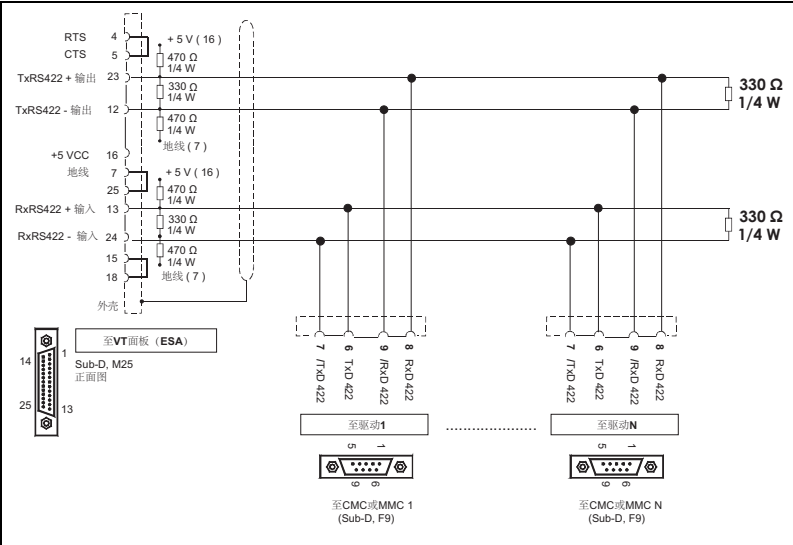 RTS 4
CTS 5
TxRS422 + 输出 23
TxRS422 - 输出 12
+5 VCC 16
地线 7
25
RxRS422 + 输入 13
RxRS422 - 输入 24
15
18
外壳
+ 5 V ( 16 )
470 Ω
1/4 W
330 Ω
1/4 W
470 Ω
1/4 W
地线 ( 7 )
+ 5 V ( 16 )
470 Ω
1/4 W
330 Ω
1/4 W
470 Ω
1/4 W
地线 ( 7 )
330 Ω
1/4 W
330 Ω
1/4 W
7 /TxD 422
6 TxD 422
9 /RxD 422
8 RxD 422
7 /TxD 422
6 TxD 422
9 /RxD 422
8 RxD 422
至VT面板（ESA）
Sub-D, M25
正面图
14
1
25
13
至驱动1
....................
至驱动N
5 1
9 6
5 1
9 6
至CMC或MMC 1
(Sub-D, F9)
至CMC或MMC N
(Sub-D, F9)